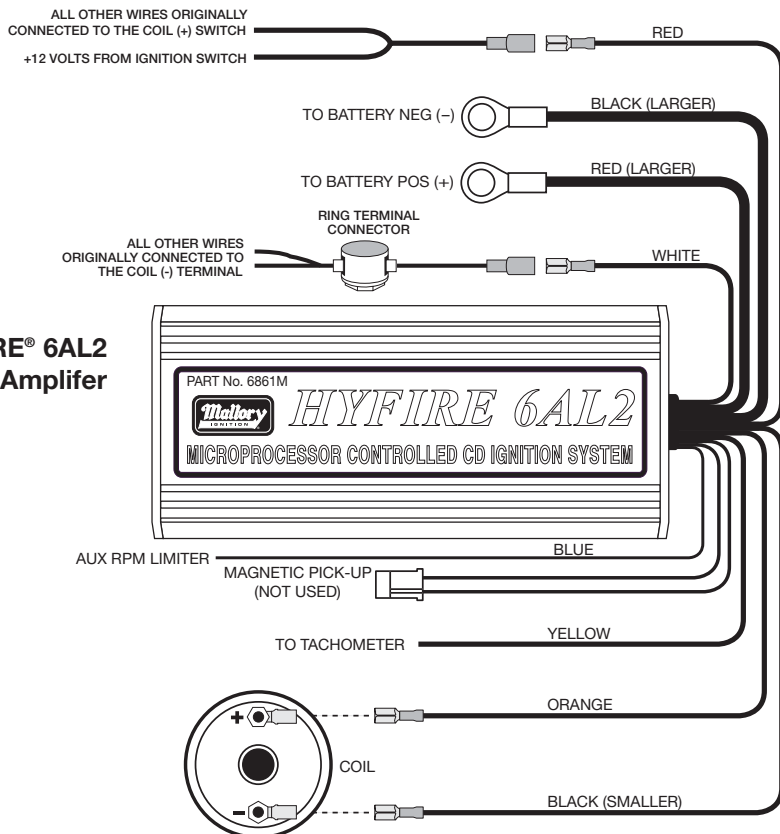 ALL OTHER WIRES ORIGINALLY
CONNECTED TO THE COIL (+) SWITCH
+12 VOLTS FROM IGNITION SWITCH
RED
TO BATTERY NEG (–)
BLACK (LARGER)
TO BATTERY POS (+)
RED (LARGER)
RING TERMINAL
CONNECTOR
ALL OTHER WIRES
ORIGINALLY CONNECTED TO
THE COIL (-) TERMINAL
WHITE
RE® 6AL2
Amplifer
PART No. 6861M
Mallory
IGNITION
HYFIRE 6AL2
MICROPROCESSOR CONTROLLED CD IGNITION SYSTEM
AUX RPM LIMITER
BLUE
MAGNETIC PICK-UP
(NOT USED)
TO TACHOMETER
YELLOW
ORANGE
+
COIL
–
BLACK (SMALLER)